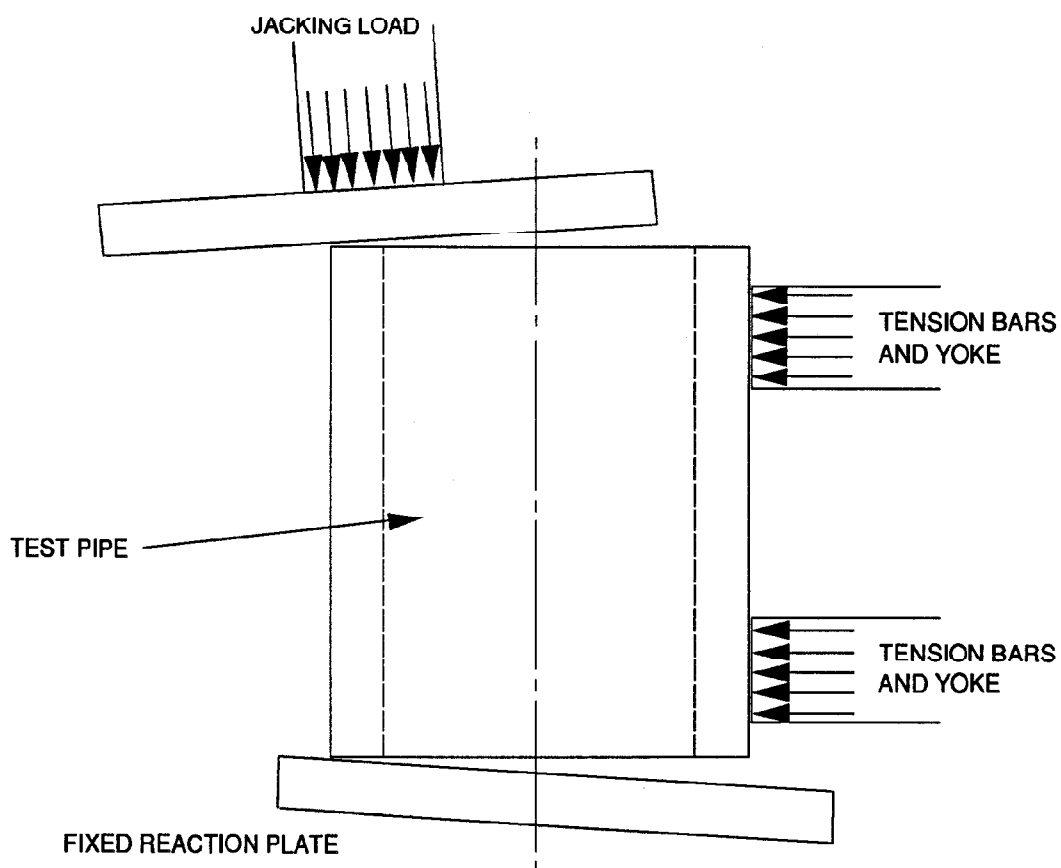 JACKING LOAD
TENSION BARS
AND YOKE
TEST PIPE
TENSION BARS
AND YOKE
FIXED REACTION PLATE